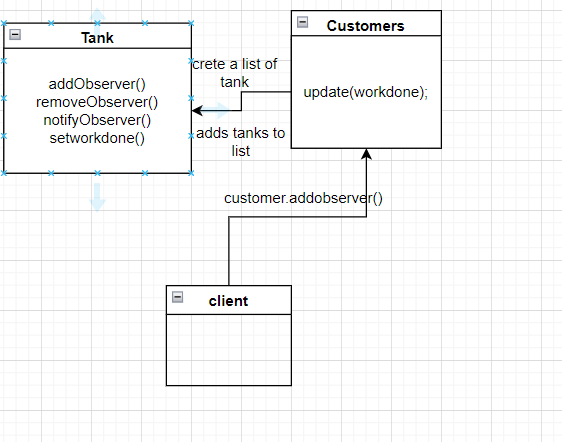 Tank
addObserver()
removeObserver()
notifyObserver()
setworkdone()
crete a list of
tank
adds tanks to
list
Customers
update(workdone);
customer.addobserver()
client